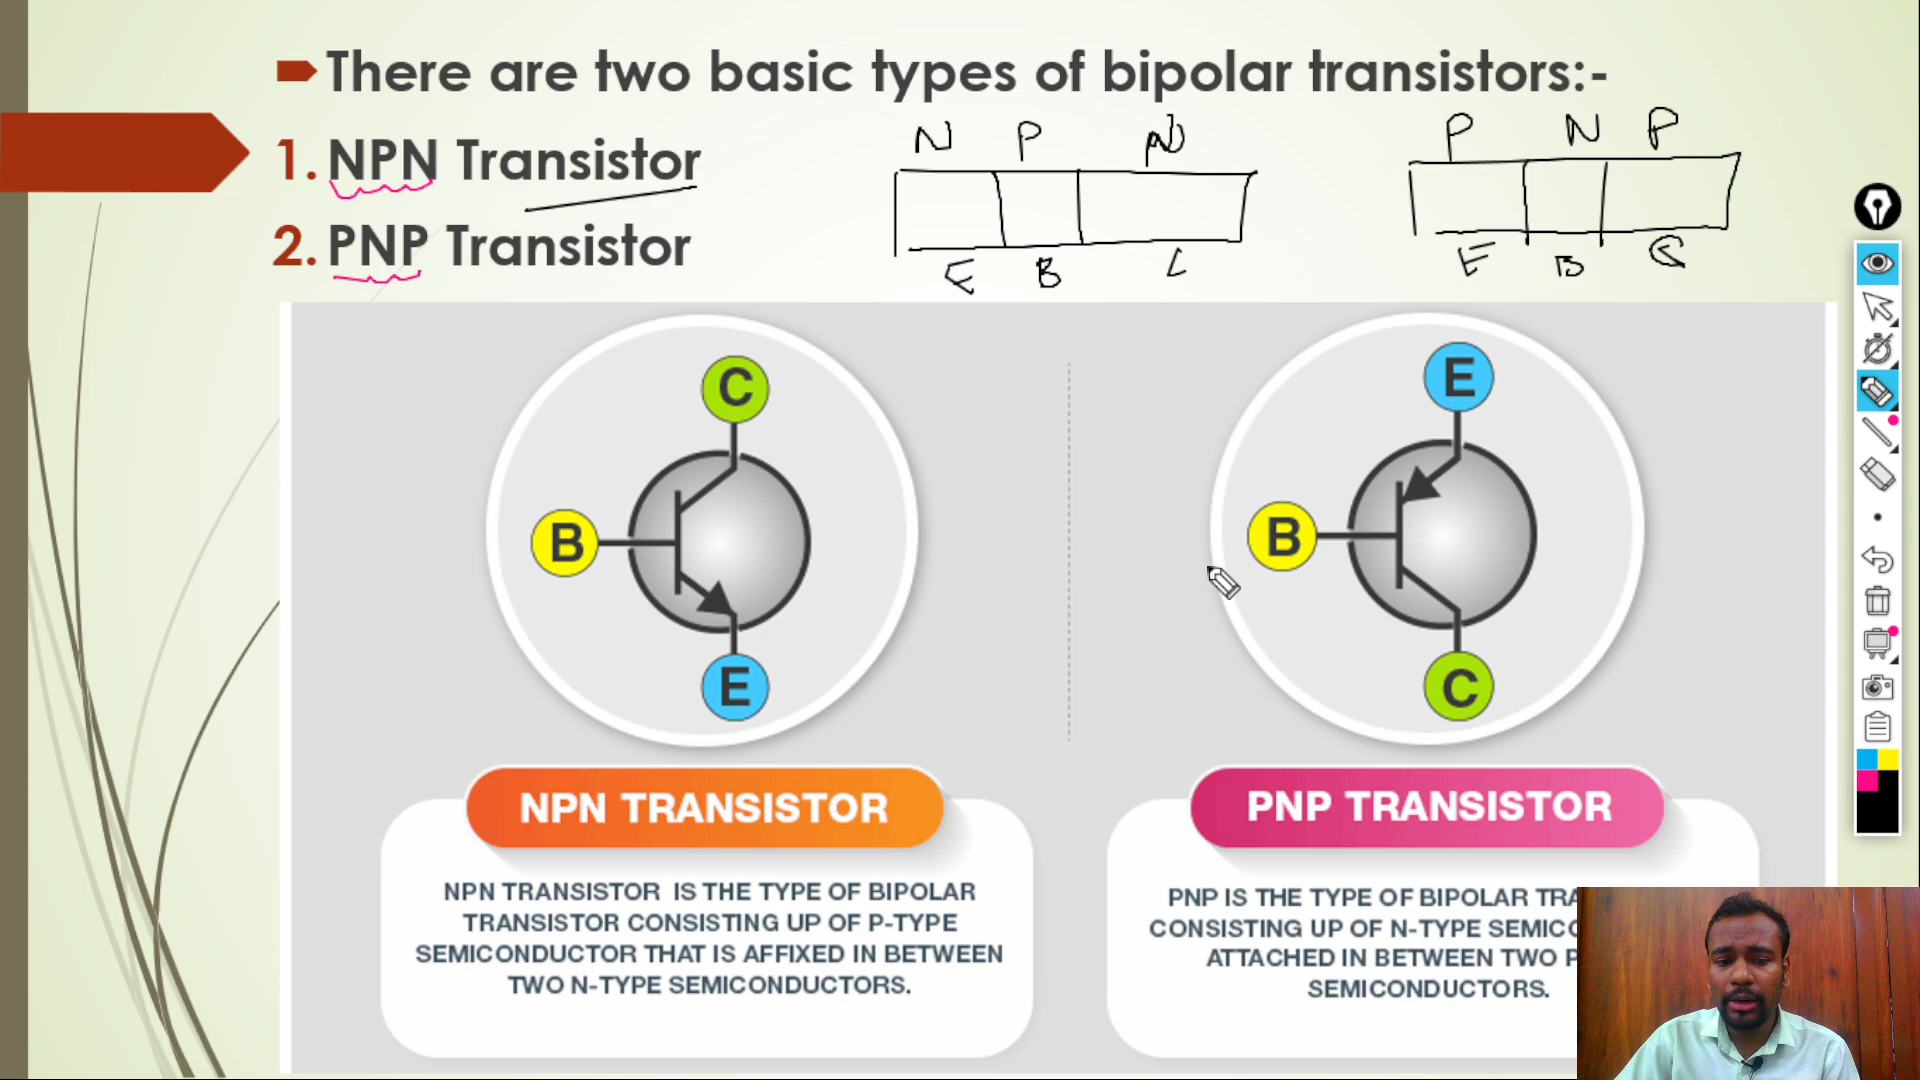 There are two basic types of bipolar transistors:-
1. NPN Transistor
2. PNP Transistor
N P N
E B C
P N P
E B C
C
B
E
E
B
C
NPN TRANSISTOR
NPN TRANSISTOR IS THE TYPE OF BIPOLAR
TRANSISTOR CONSISTING UP OF P-TYPE
SEMICONDUCTOR THAT IS AFFIXED IN BETWEEN
TWO N-TYPE SEMICONDUCTORS.
PNP TRANSISTOR
PNP IS THE TYPE OF BIPOLAR TRA
CONSISTING UP OF N-TYPE SEMIC
ATTACHED IN BETWEEN TWO P
SEMICONDUCTORS.